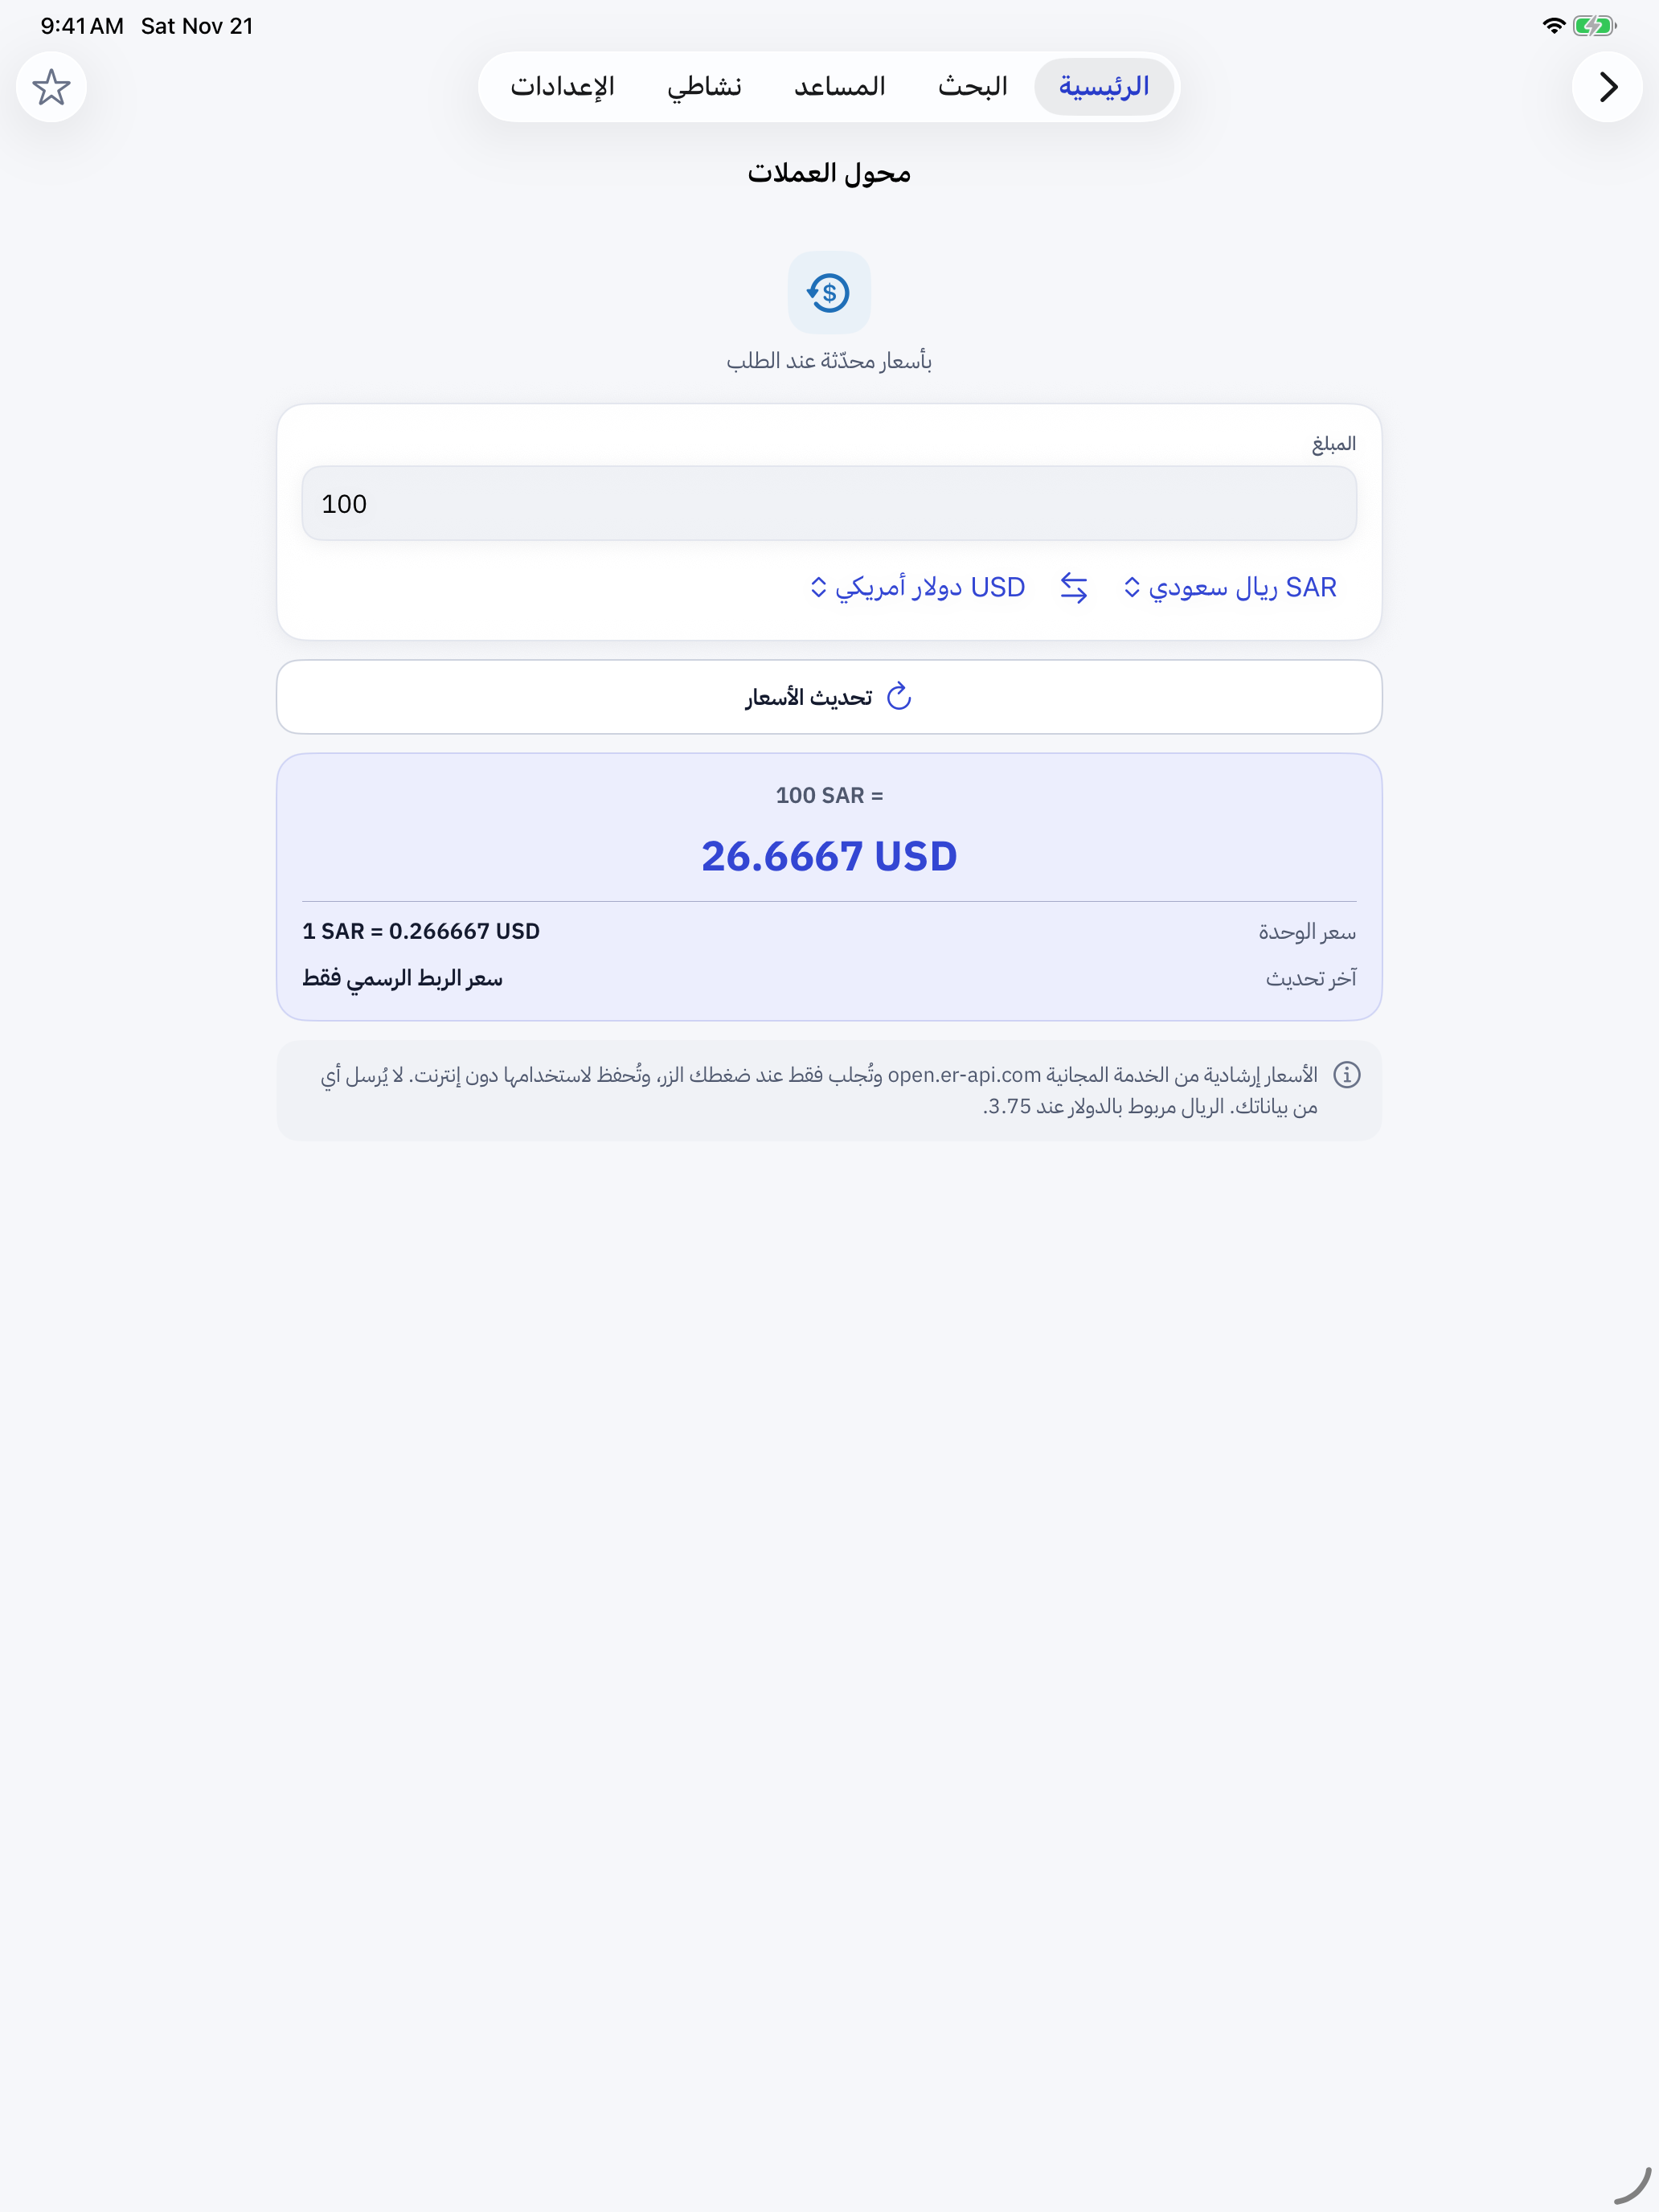 9:41 AM Sat Nov 21
الرئيسية البحث المساعد نشاطي الإعدادات
محول العملات
$
بأسعار محدّثة عند الطلب
المبلغ
100
SAR ريال سعودي USD دولار أمريكي
تحديث الأسعار
100 SAR =
26.6667 USD
سعر الوحدة 1 SAR = 0.266667 USD
آخر تحديث سعر الربط الرسمي فقط
الأسعار إرشادية من الخدمة المجانية open.er-api.com وتُجلب فقط عند ضغطك الزر، وتُحفظ لاستخدامها دون إنترنت. لا يُرسل أي
من بياناتك. الريال مربوط بالدولار عند 3.75.